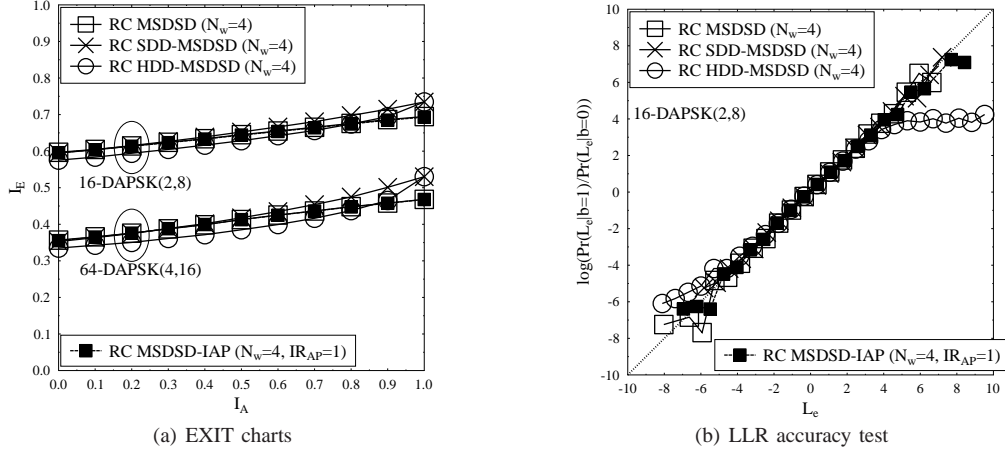 1.0
0.9
0.8
0.7
0.6
0.5
0.4
0.3
0.2
0.1
0.0
I_E
RC MSDSD (N_w=4)
RC SDD-MSDSD (N_w=4)
RC HDD-MSDSD (N_w=4)
16-DAPSK(2,8)
64-DAPSK(4,16)
RC MSDSD-IAP (N_w=4, IR_AP=1)
0.0 0.1 0.2 0.3 0.4 0.5 0.6 0.7 0.8 0.9 1.0
I_A
(a) EXIT charts
10
8
6
4
2
0
-2
-4
-6
-8
-10
log(Pr(L_e|b=1)/Pr(L_e|b=0))
RC MSDSD (N_w=4)
RC SDD-MSDSD (N_w=4)
RC HDD-MSDSD (N_w=4)
16-DAPSK(2,8)
RC MSDSD-IAP (N_w=4, IR_AP=1)
-10 -8 -6 -4 -2 0 2 4 6 8 10
L_e
(b) LLR accuracy test